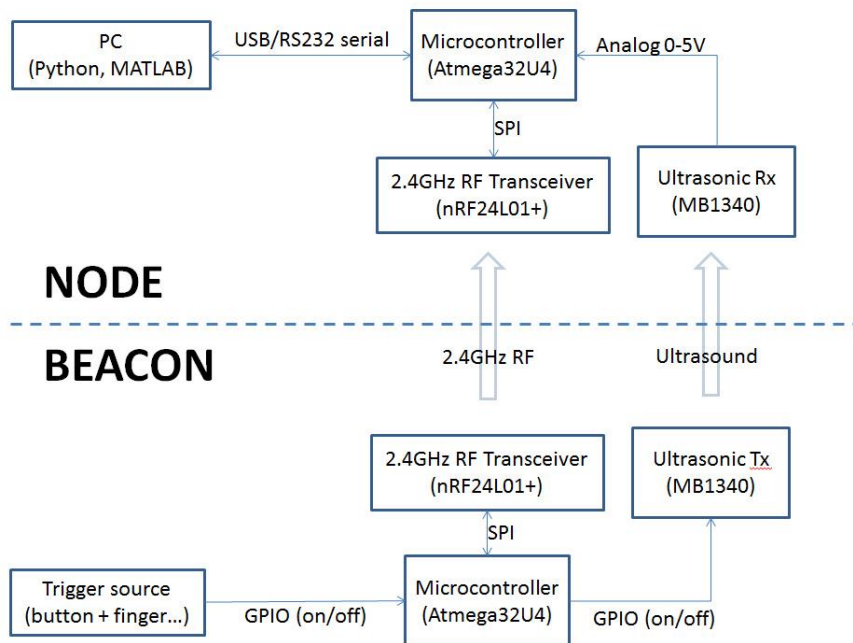 PC
(Python, MATLAB)
USB/RS232 serial
Microcontroller
(Atmega32U4)
Analog 0-5V
SPI
2.4GHz RF Transceiver
(nRF24L01+)
Ultrasonic Rx
(MB1340)
NODE
BEACON
2.4GHz RF
Ultrasound
2.4GHz RF Transceiver
(nRF24L01+)
Ultrasonic Tx
(MB1340)
SPI
Trigger source
(button + finger...)
GPIO (on/off)
Microcontroller
(Atmega32U4)
GPIO (on/off)